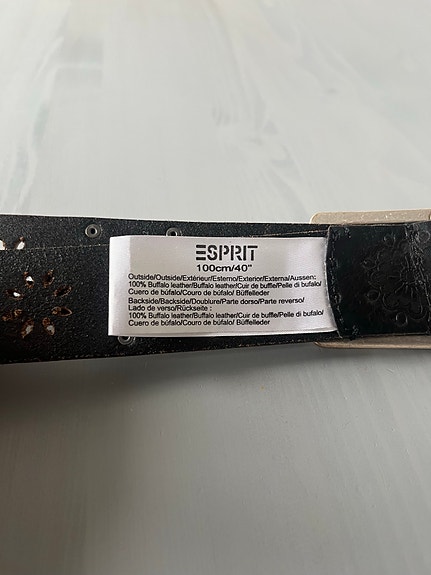 ESPRIT
100cm/40"
Outside/Outside/Extérieur/Esterno/Exterior/Externa/Aussen:
100% Buffalo leather/Buffalo leather/Cuir de buffle/Pelle di bufalo/
Cuero de búfalo/Couro de búfalo/ Büffelleder
Backside/Backside/Doublure/Parte dorso/Parte reverso/
Lado de verso/Rückseite :
100% Buffalo leather/Buffalo leather/Cuir de buffle/Pelle di bufalo/
Cuero de búfalo/Couro de búfalo/ Büffelleder